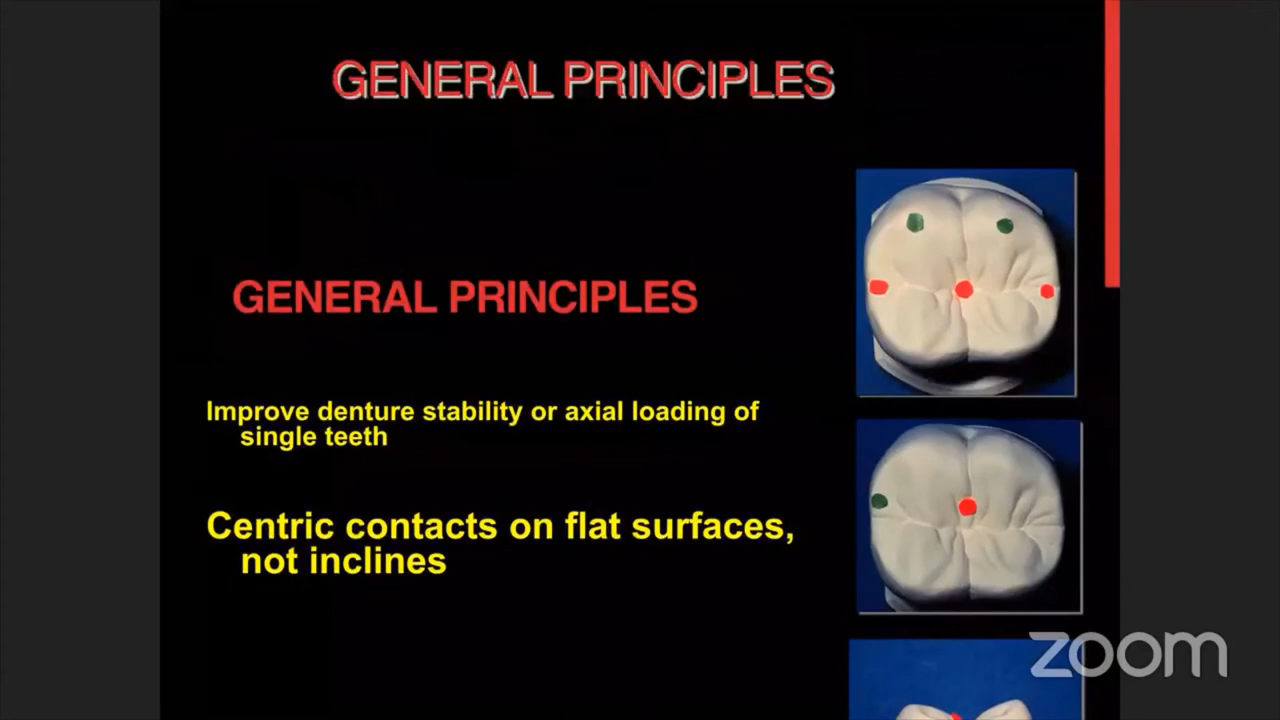 GENERAL PRINCIPLES
GENERAL PRINCIPLES
Improve denture stability or axial loading of
single teeth
Centric contacts on flat surfaces,
not inclines
zoom